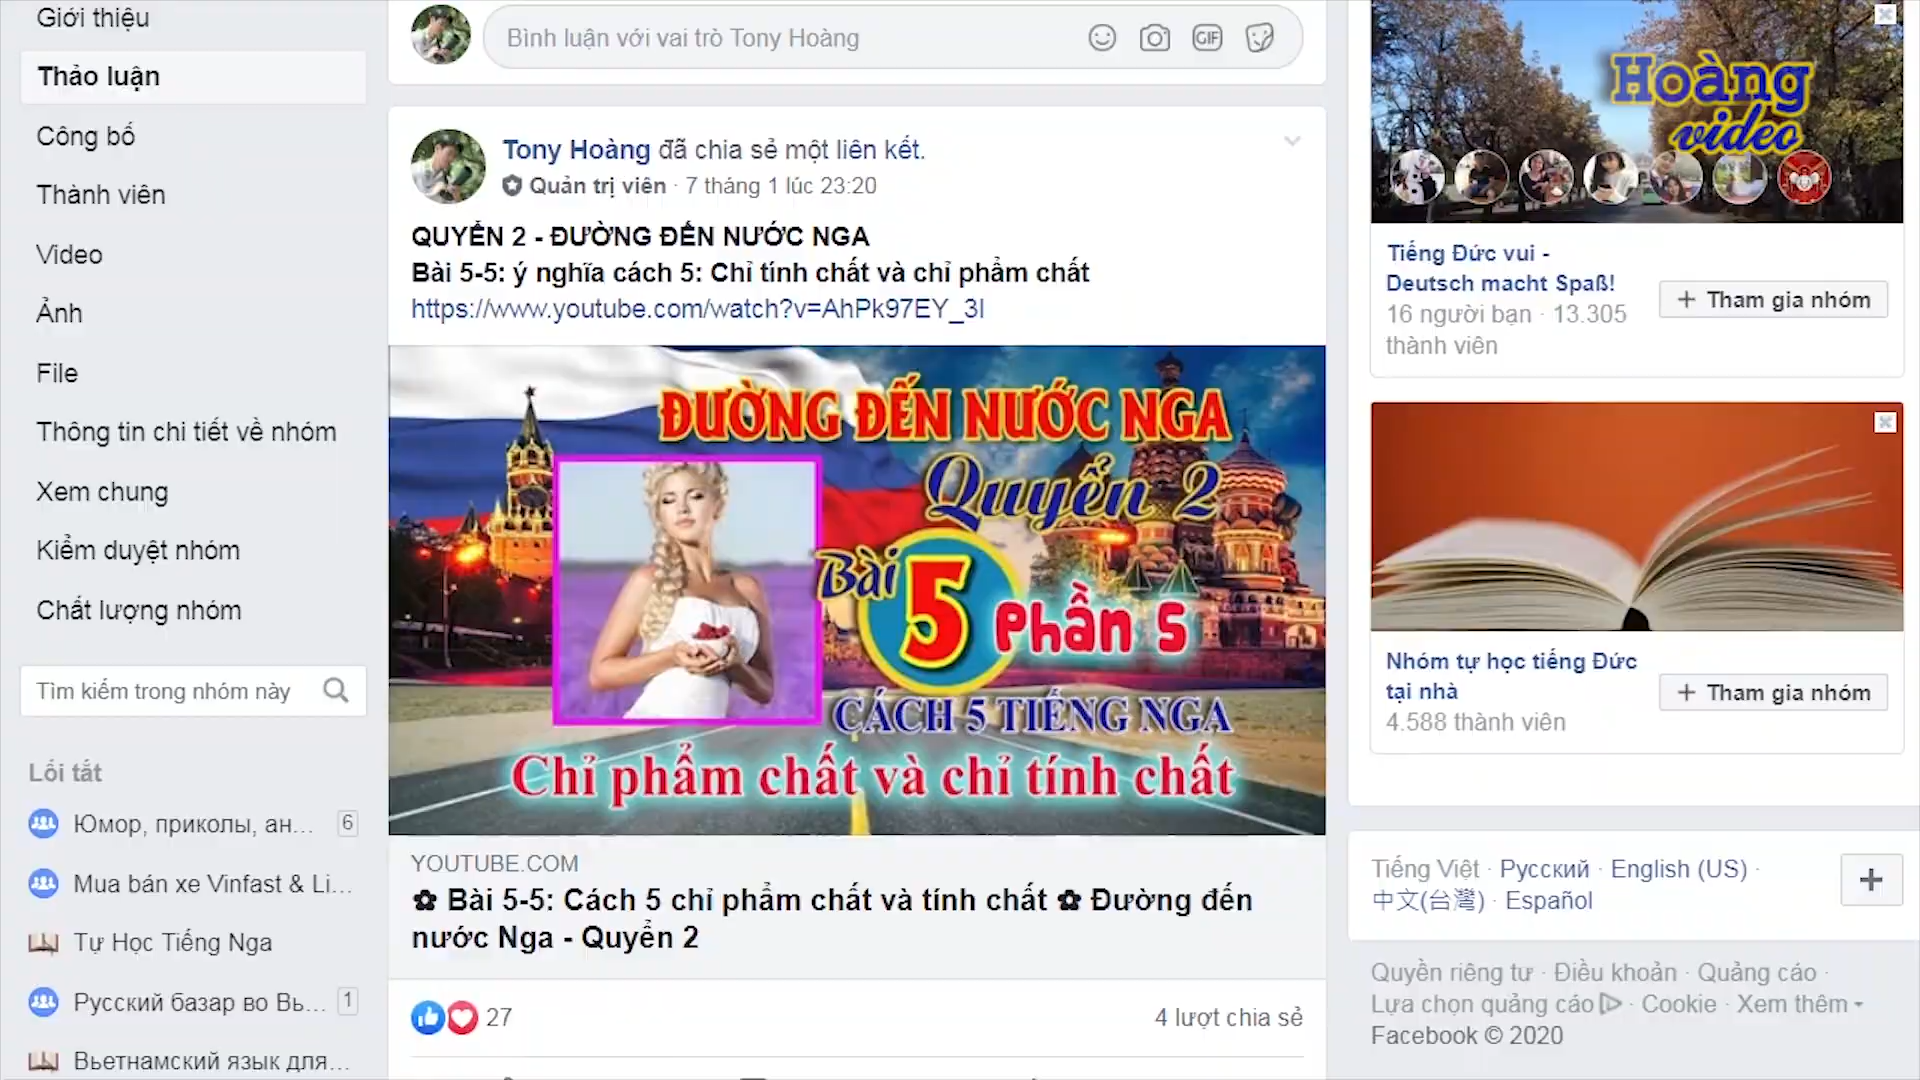 Giới thiệu
Thảo luận
Công bố
Thành viên
Video
Ảnh
File
Thông tin chi tiết về nhóm
Xem chung
Kiểm duyệt nhóm
Chất lượng nhóm
Tìm kiếm trong nhóm này
Lối tắt
Юмор, приколы, ан... 6
Mua bán xe Vinfast & Li...
Tự Học Tiếng Nga
Русский базар во Вь... 1
Вьетнамский язык для...
Bình luận với vai trò Tony Hoàng
GIF
Tony Hoàng đã chia sẻ một liên kết.
Quản trị viên · 7 tháng 1 lúc 23:20
QUYỂN 2 - ĐƯỜNG ĐẾN NƯỚC NGA
Bài 5-5: ý nghĩa cách 5: Chỉ tính chất và chỉ phẩm chất
https://www.youtube.com/watch?v=AhPk97EY_3I
ĐƯỜNG ĐẾN NƯỚC NGA
Quyển 2
Bài 5 Phần 5
CÁCH 5 TIẾNG NGA
Chỉ phẩm chất và chỉ tính chất
YOUTUBE.COM
✿ Bài 5-5: Cách 5 chỉ phẩm chất và tính chất ✿ Đường đến
nước Nga - Quyển 2
27
4 lượt chia sẻ
Hoàng
video
Tiếng Đức vui -
Deutsch macht Spaß!
16 người bạn · 13.305
thành viên
+ Tham gia nhóm
Nhóm tự học tiếng Đức
tại nhà
4.588 thành viên
+ Tham gia nhóm
Tiếng Việt · Русский · English (US) ·
中文(台灣) · Español
Quyền riêng tư · Điều khoản · Quảng cáo ·
Lựa chọn quảng cáo · Cookie · Xem thêm
Facebook © 2020